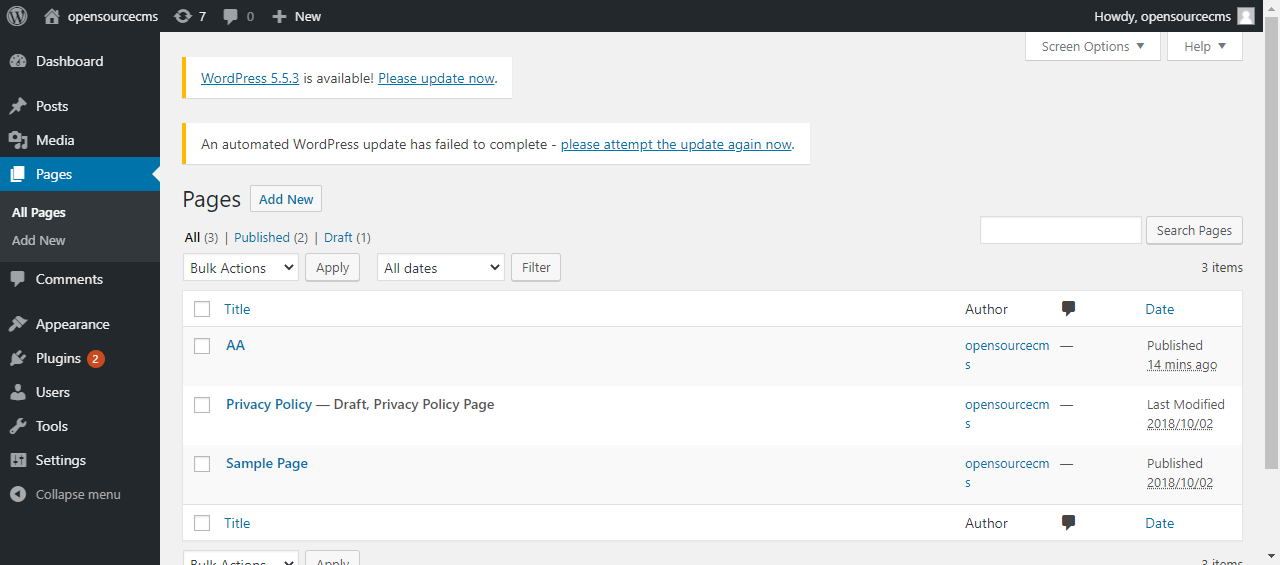 opensourcecms 7 0 New Howdy, opensourcecms
Screen Options Help
Dashboard
Posts
Media
Pages
All Pages
Add New
Comments
Appearance
Plugins 2
Users
Tools
Settings
Collapse menu
WordPress 5.5.3 is available! Please update now.
An automated WordPress update has failed to complete - please attempt the update again now.
Pages Add New
All (3) | Published (2) | Draft (1)
Search Pages
Bulk Actions Apply All dates Filter 3 items
Title Author Date
AA opensourcecms — Published
14 mins ago
Privacy Policy — Draft, Privacy Policy Page opensourcecms — Last Modified
2018/10/02
Sample Page opensourcecms — Published
2018/10/02
Title Author Date
Bulk Actions Apply 3 items